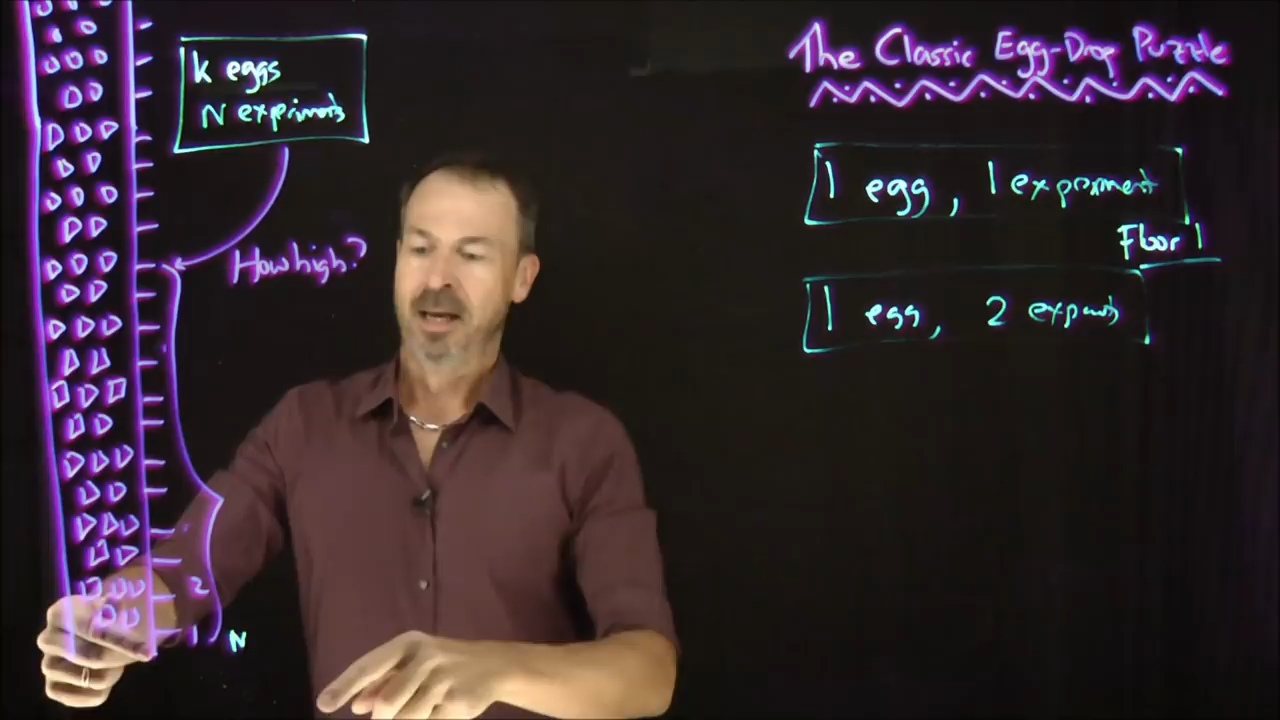 The Classic Egg-Drop Puzzle
K eggs
N experiments
How high?
2
1 N
1 egg, 1 experiment
Floor 1
1 egg, 2 expmts